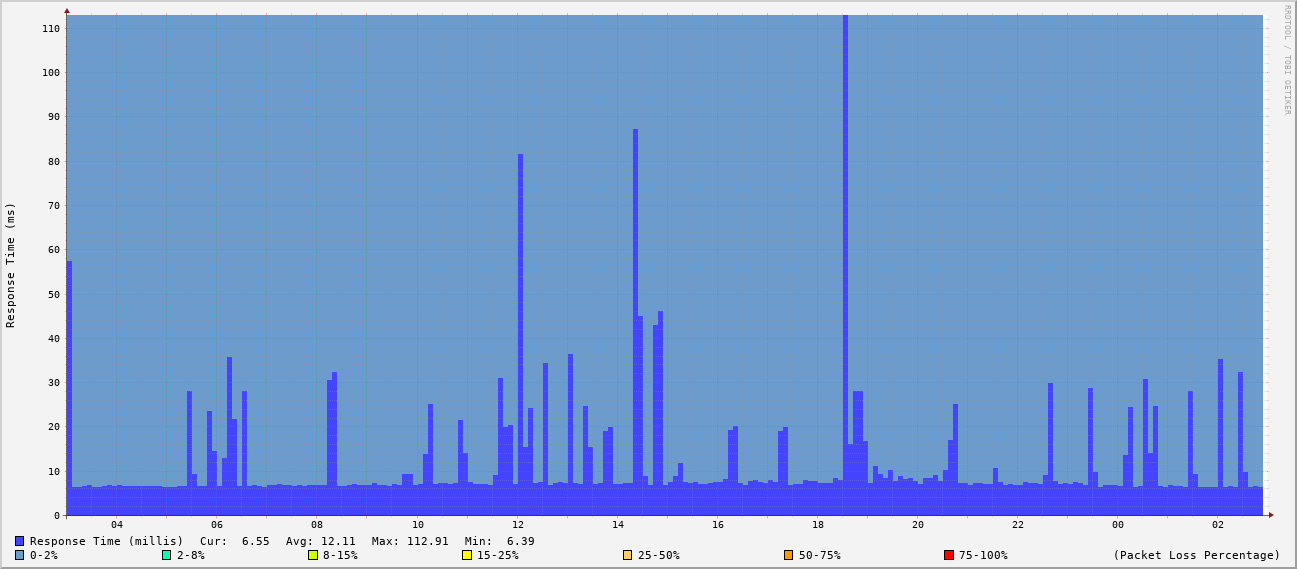 RRDTOOL / TOBI OETIKER
Response Time (ms)
110
100
90
80
70
60
50
40
30
20
10
0
04 06 08 10 12 14 16 18 20 22 00 02
Response Time (millis) Cur: 6.55 Avg: 12.11 Max: 112.91 Min: 6.39
0-2% 2-8% 8-15% 15-25% 25-50% 50-75% 75-100% (Packet Loss Percentage)